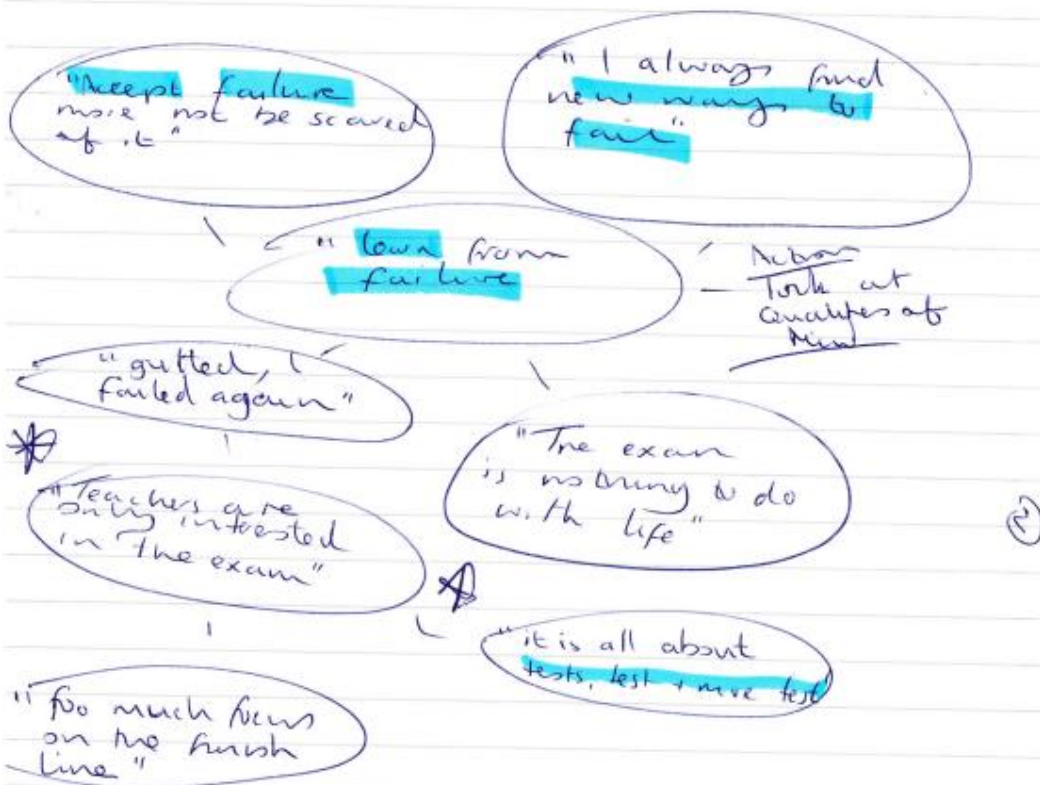 "Accept failure
more not be scared
of it"
"I always find
new ways to
fail"
"learn from
failure
Action
Look at
Qualities of
Mind
"gutted, I
failed again"
"The exam
is nothing to do
with life"
"Teachers are
only interested
in the exam"
"it is all about
tests, test + more test"
"too much focus
on the finish
line"
2